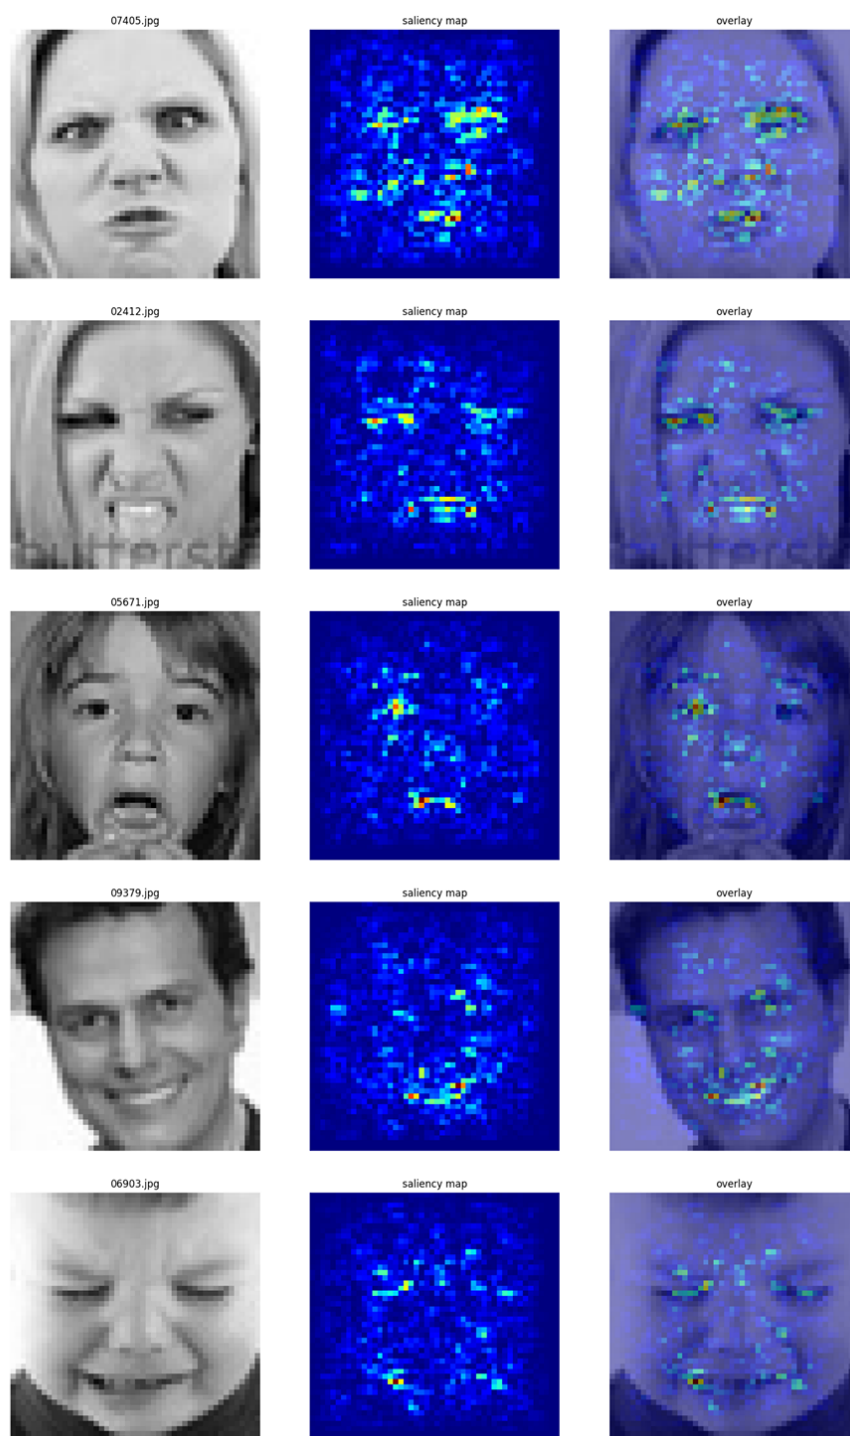 07405.jpg saliency map overlay
02412.jpg saliency map overlay
05671.jpg saliency map overlay
09379.jpg saliency map overlay
06903.jpg saliency map overlay